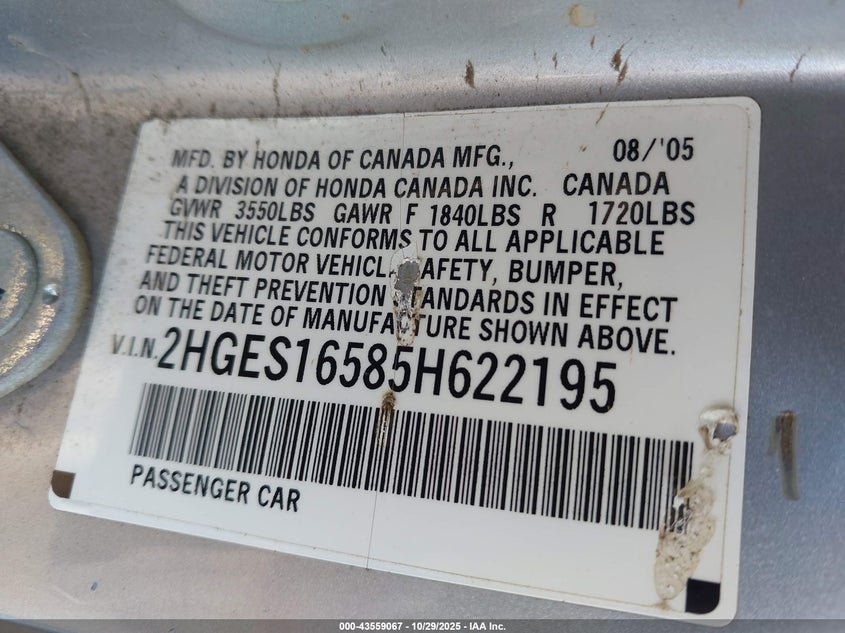 MFD. BY HONDA OF CANADA MFG., 08/'05
A DIVISION OF HONDA CANADA INC. CANADA
GVWR 3550LBS GAWR F 1840LBS R 1720LBS
THIS VEHICLE CONFORMS TO ALL APPLICABLE
FEDERAL MOTOR VEHICL AFETY, BUMPER,
AND THEFT PREVENTION TANDARDS IN EFFECT
ON THE DATE OF MANUFA TURE SHOWN ABOVE.
V.I.N. 2HGES16585H622195
PASSENGER CAR
000-43559067 | 10/29/2025 - IAA Inc.